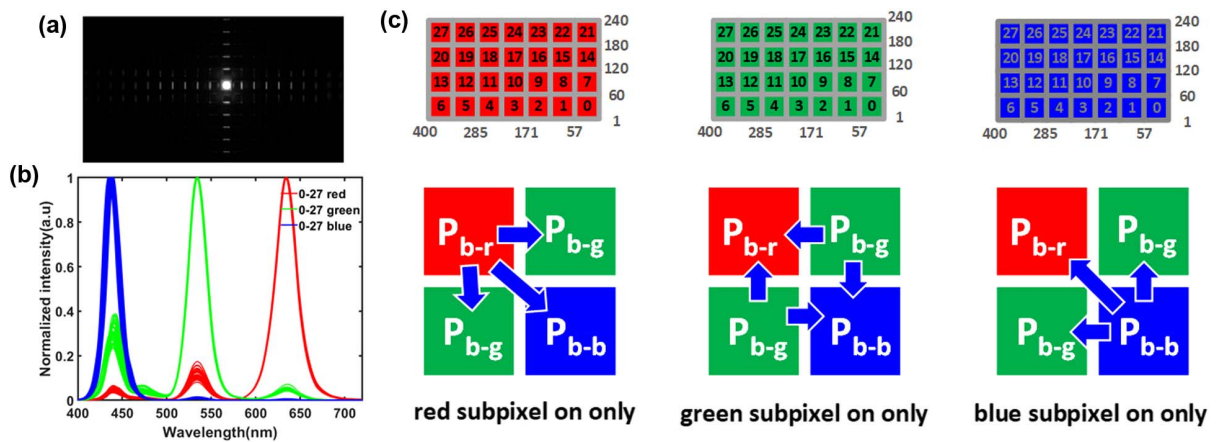 (a)
(b)
Normalized intensity(a.u)
1
0.8
0.6
0.4
0.2
0
400 450 500 550 600 650 700
Wavelength(nm)
0-27 red
0-27 green
0-27 blue
(c)
27 26 25 24 23 22 21
20 19 18 17 16 15 14
13 12 11 10 9 8 7
6 5 4 3 2 1 0
240
180
120
60
1
400 285 171 57
27 26 25 24 23 22 21
20 19 18 17 16 15 14
13 12 11 10 9 8 7
6 5 4 3 2 1 0
240
180
120
60
1
400 285 171 57
27 26 25 24 23 22 21
20 19 18 17 16 15 14
13 12 11 10 9 8 7
6 5 4 3 2 1 0
240
180
120
60
1
400 285 171 57
Pb-r Pb-g
Pb-g Pb-b
red subpixel on only
Pb-r Pb-g
Pb-g Pb-b
green subpixel on only
Pb-r Pb-g
Pb-g Pb-b
blue subpixel on only